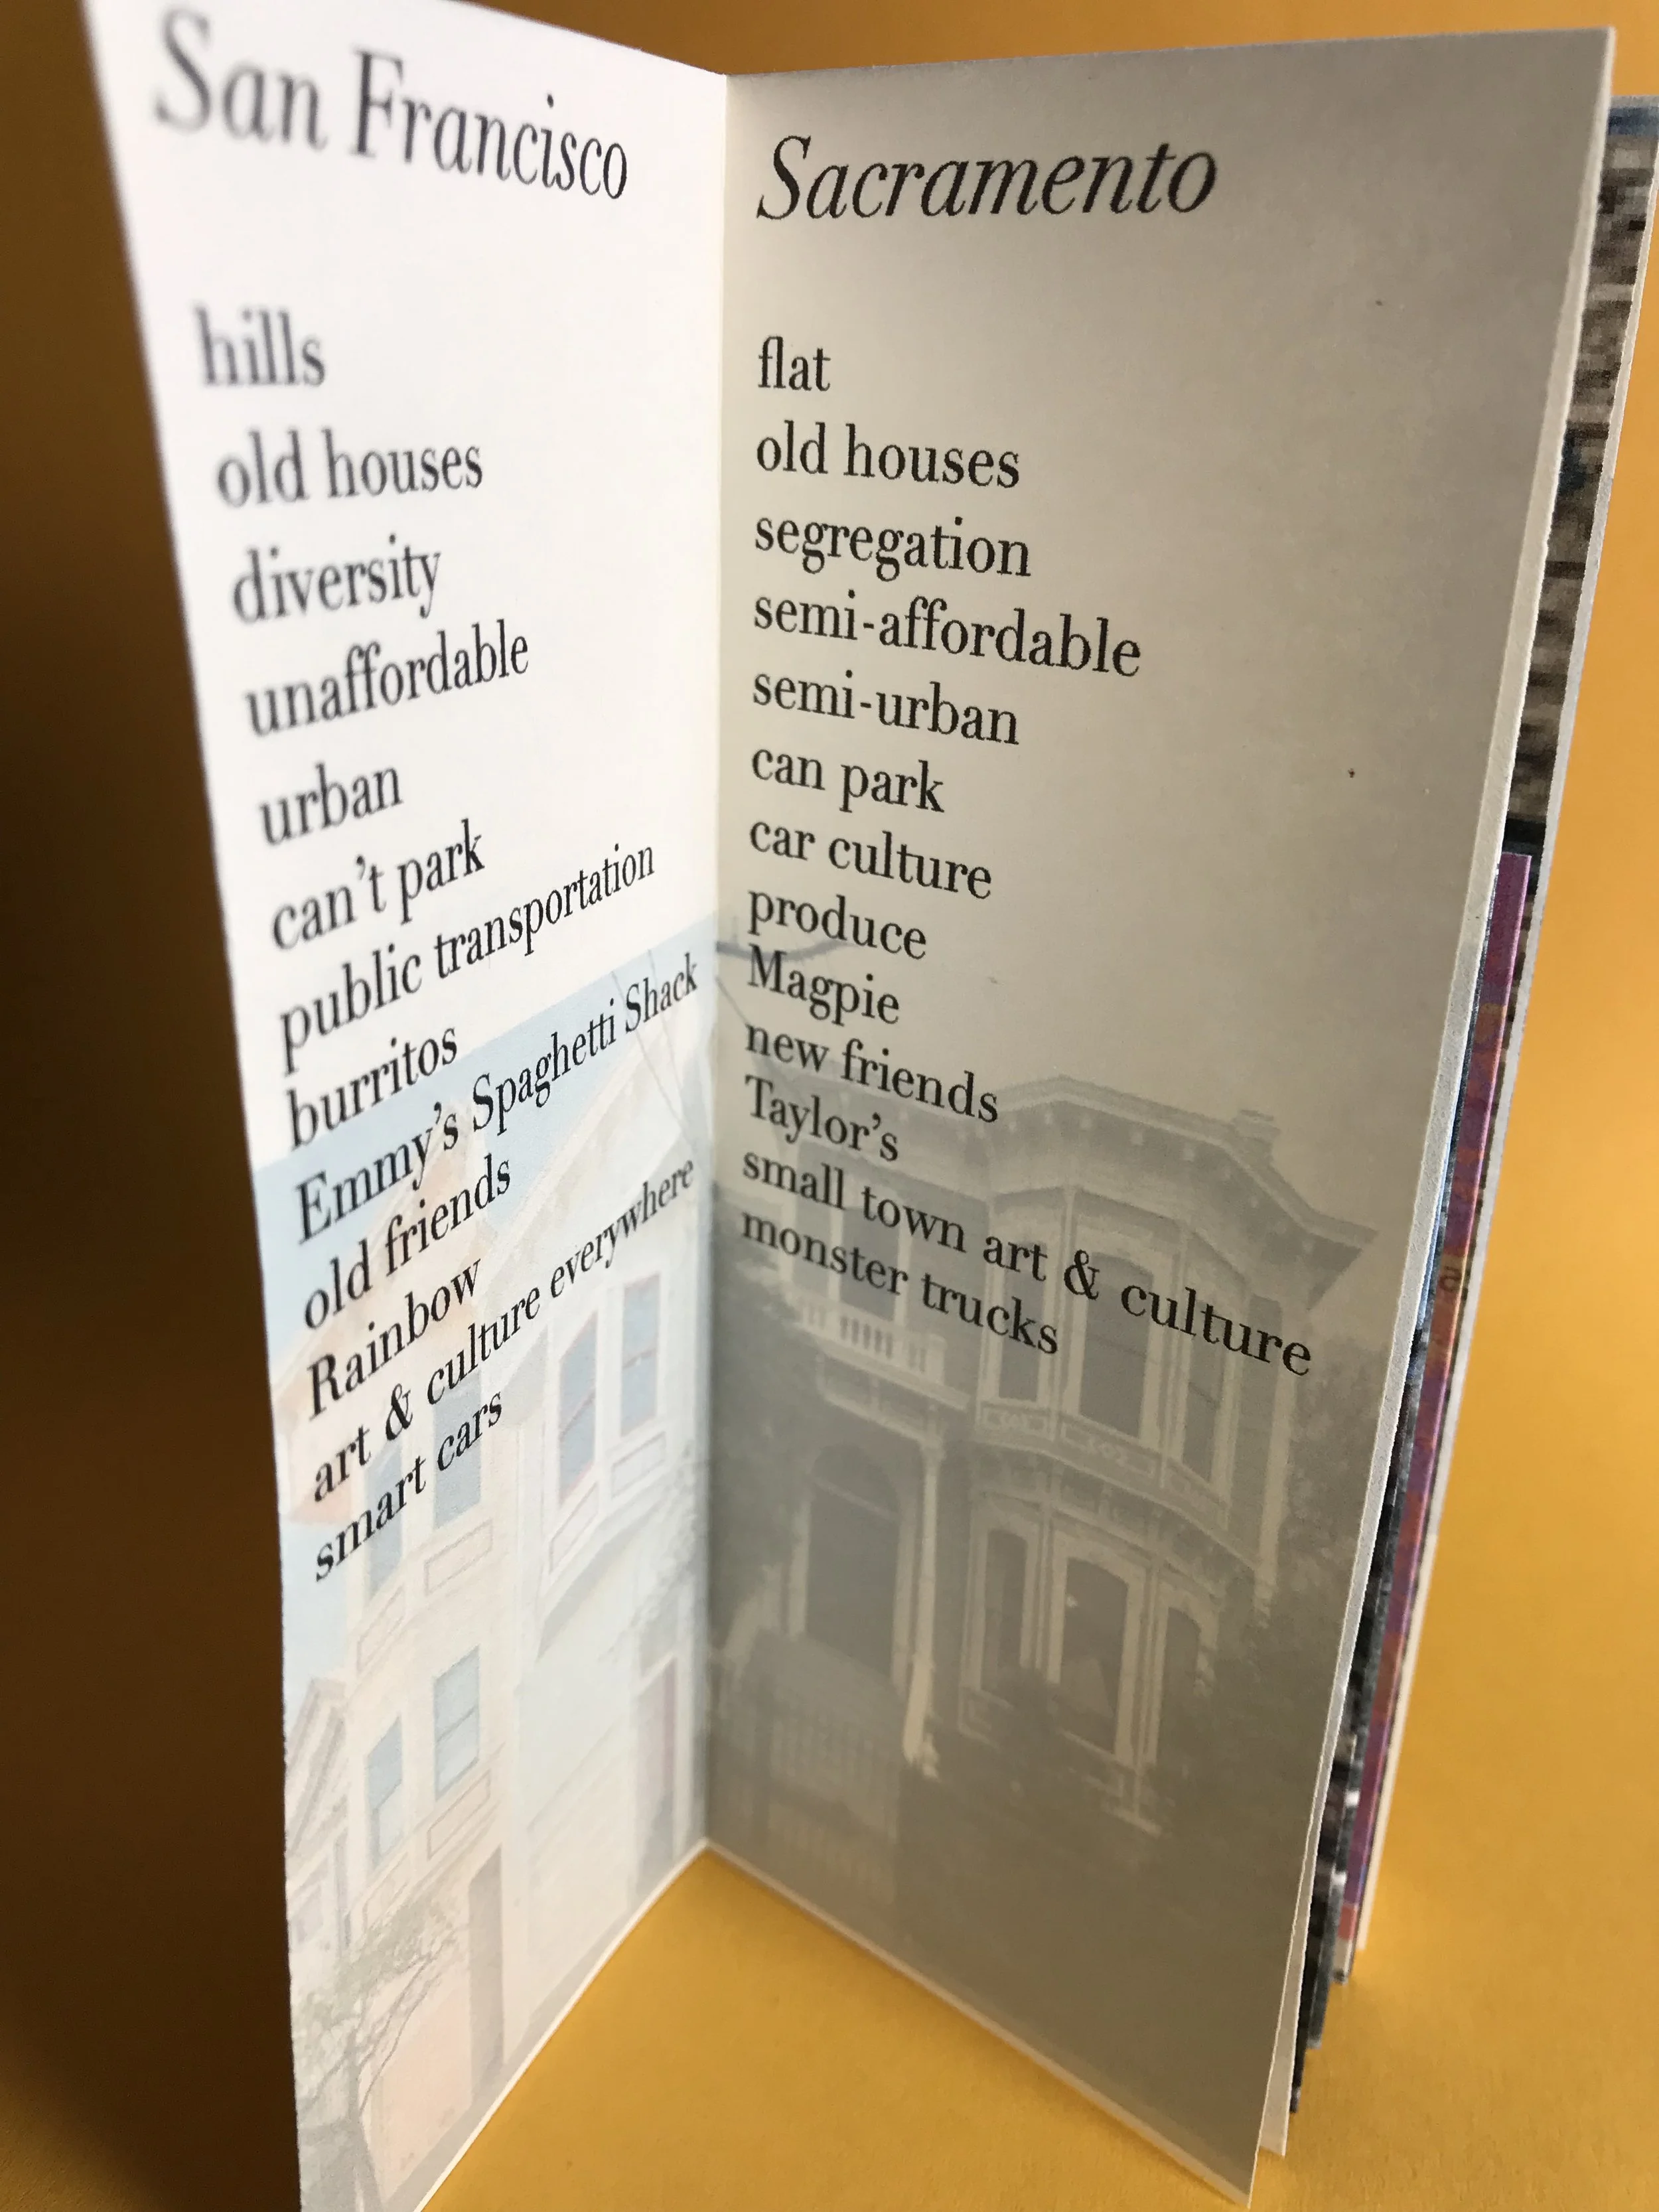 San Francisco
hills
old houses
diversity
unaffordable
urban
can't park
public transportation
burritos
Emmy's Spaghetti Shack
old friends
Rainbow
art & culture everywhere
smart cars
Sacramento
flat
old houses
segregation
semi-affordable
semi-urban
can park
car culture
produce
Magpie
new friends
Taylor's
small town art & culture
monster trucks